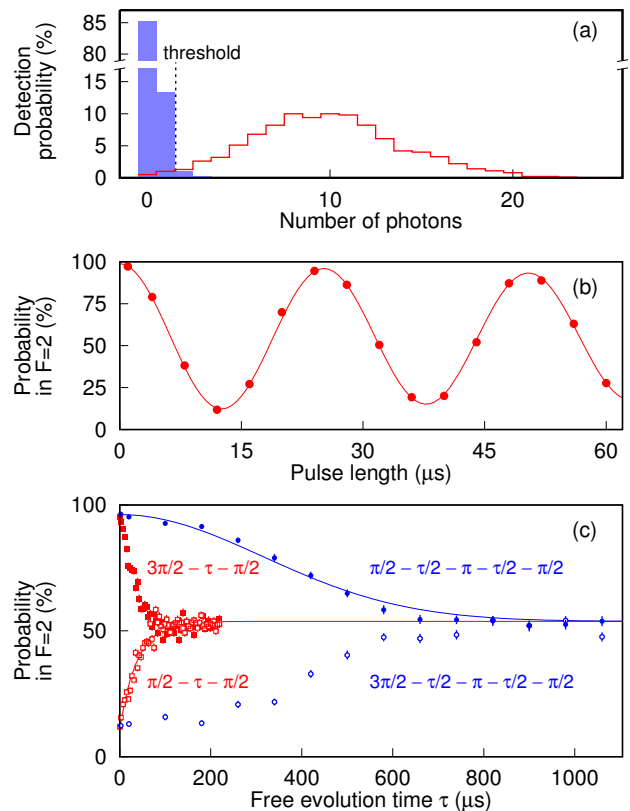 (a)
Detection
probability (%)
85
80
15
10
5
0
threshold
0 10 20
Number of photons
(b)
Probability
in F=2 (%)
100
75
50
25
0
0 15 30 45 60
Pulse length (μs)
(c)
Probability
in F=2 (%)
100
50
0
3π/2 − τ − π/2
π/2 − τ/2 − π − τ/2 − π/2
π/2 − τ − π/2
3π/2 − τ/2 − π − τ/2 − π/2
0 200 400 600 800 1000
Free evolution time τ (μs)